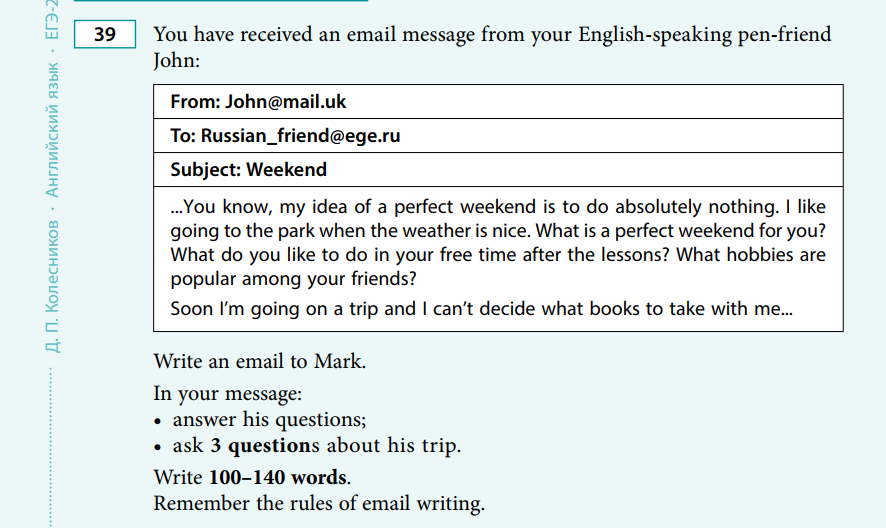 39
You have received an email message from your English-speaking pen-friend
John:
From: John@mail.uk
To: Russian_friend@ege.ru
Subject: Weekend
...You know, my idea of a perfect weekend is to do absolutely nothing. I like
going to the park when the weather is nice. What is a perfect weekend for you?
What do you like to do in your free time after the lessons? What hobbies are
popular among your friends?
Soon I'm going on a trip and I can't decide what books to take with me...
Write an email to Mark.
In your message:
• answer his questions;
• ask 3 questions about his trip.
Write 100–140 words.
Remember the rules of email writing.
Д. П. Колесников · Английский язык · ЕГЭ-2